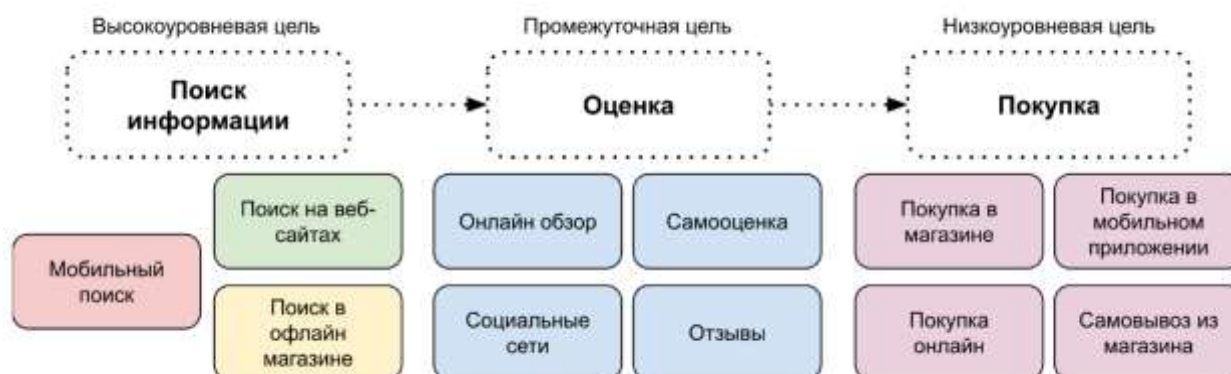 Высокоуровневая цель
Промежуточная цель
Низкоуровневая цель
Поиск
информации
Оценка
Покупка
Мобильный
поиск
Поиск на веб-
сайтах
Поиск в
офлайн
магазине
Онлайн обзор
Самооценка
Социальные
сети
Отзывы
Покупка в
магазине
Покупка в
мобильном
приложении
Покупка
онлайн
Самовывоз из
магазина